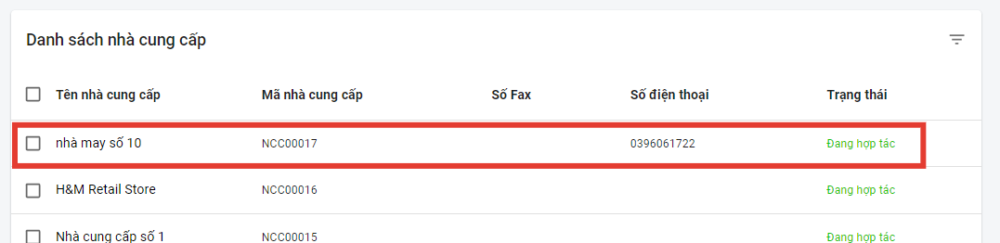 Danh sách nhà cung cấp
Tên nhà cung cấp Mã nhà cung cấp Số Fax Số điện thoại Trạng thái
nhà may số 10 NCC00017 0396061722 Đang hợp tác
H&M Retail Store NCC00016 Đang hợp tác
Nhà cung cấp số 1 NCC00015 Đang hợp tác